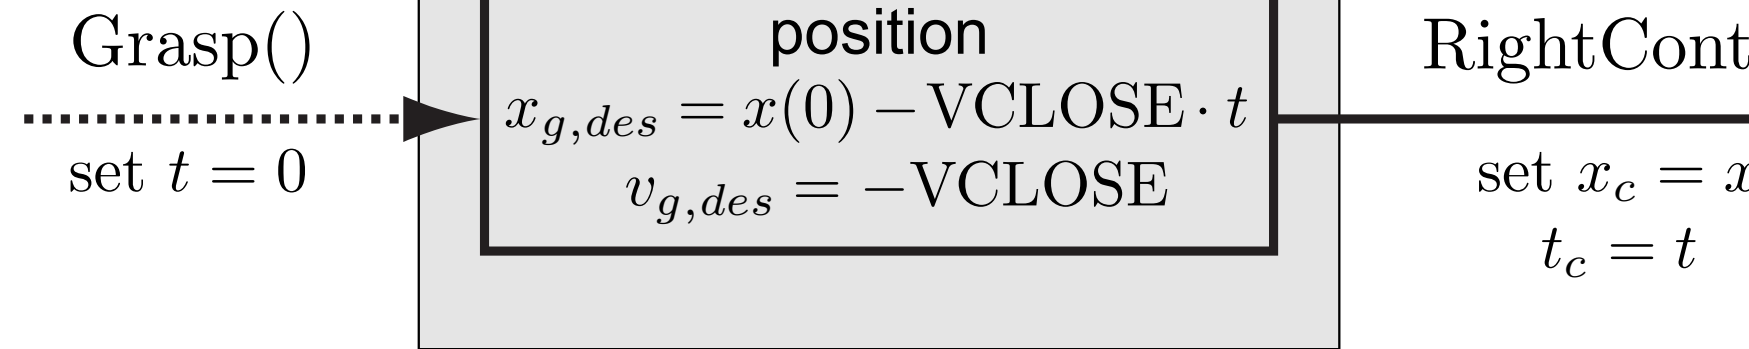 Grasp()
set t = 0
position
x_{g,des} = x(0) − VCLOSE · t
v_{g,des} = −VCLOSE
RightCont
set x_c = x
t_c = t